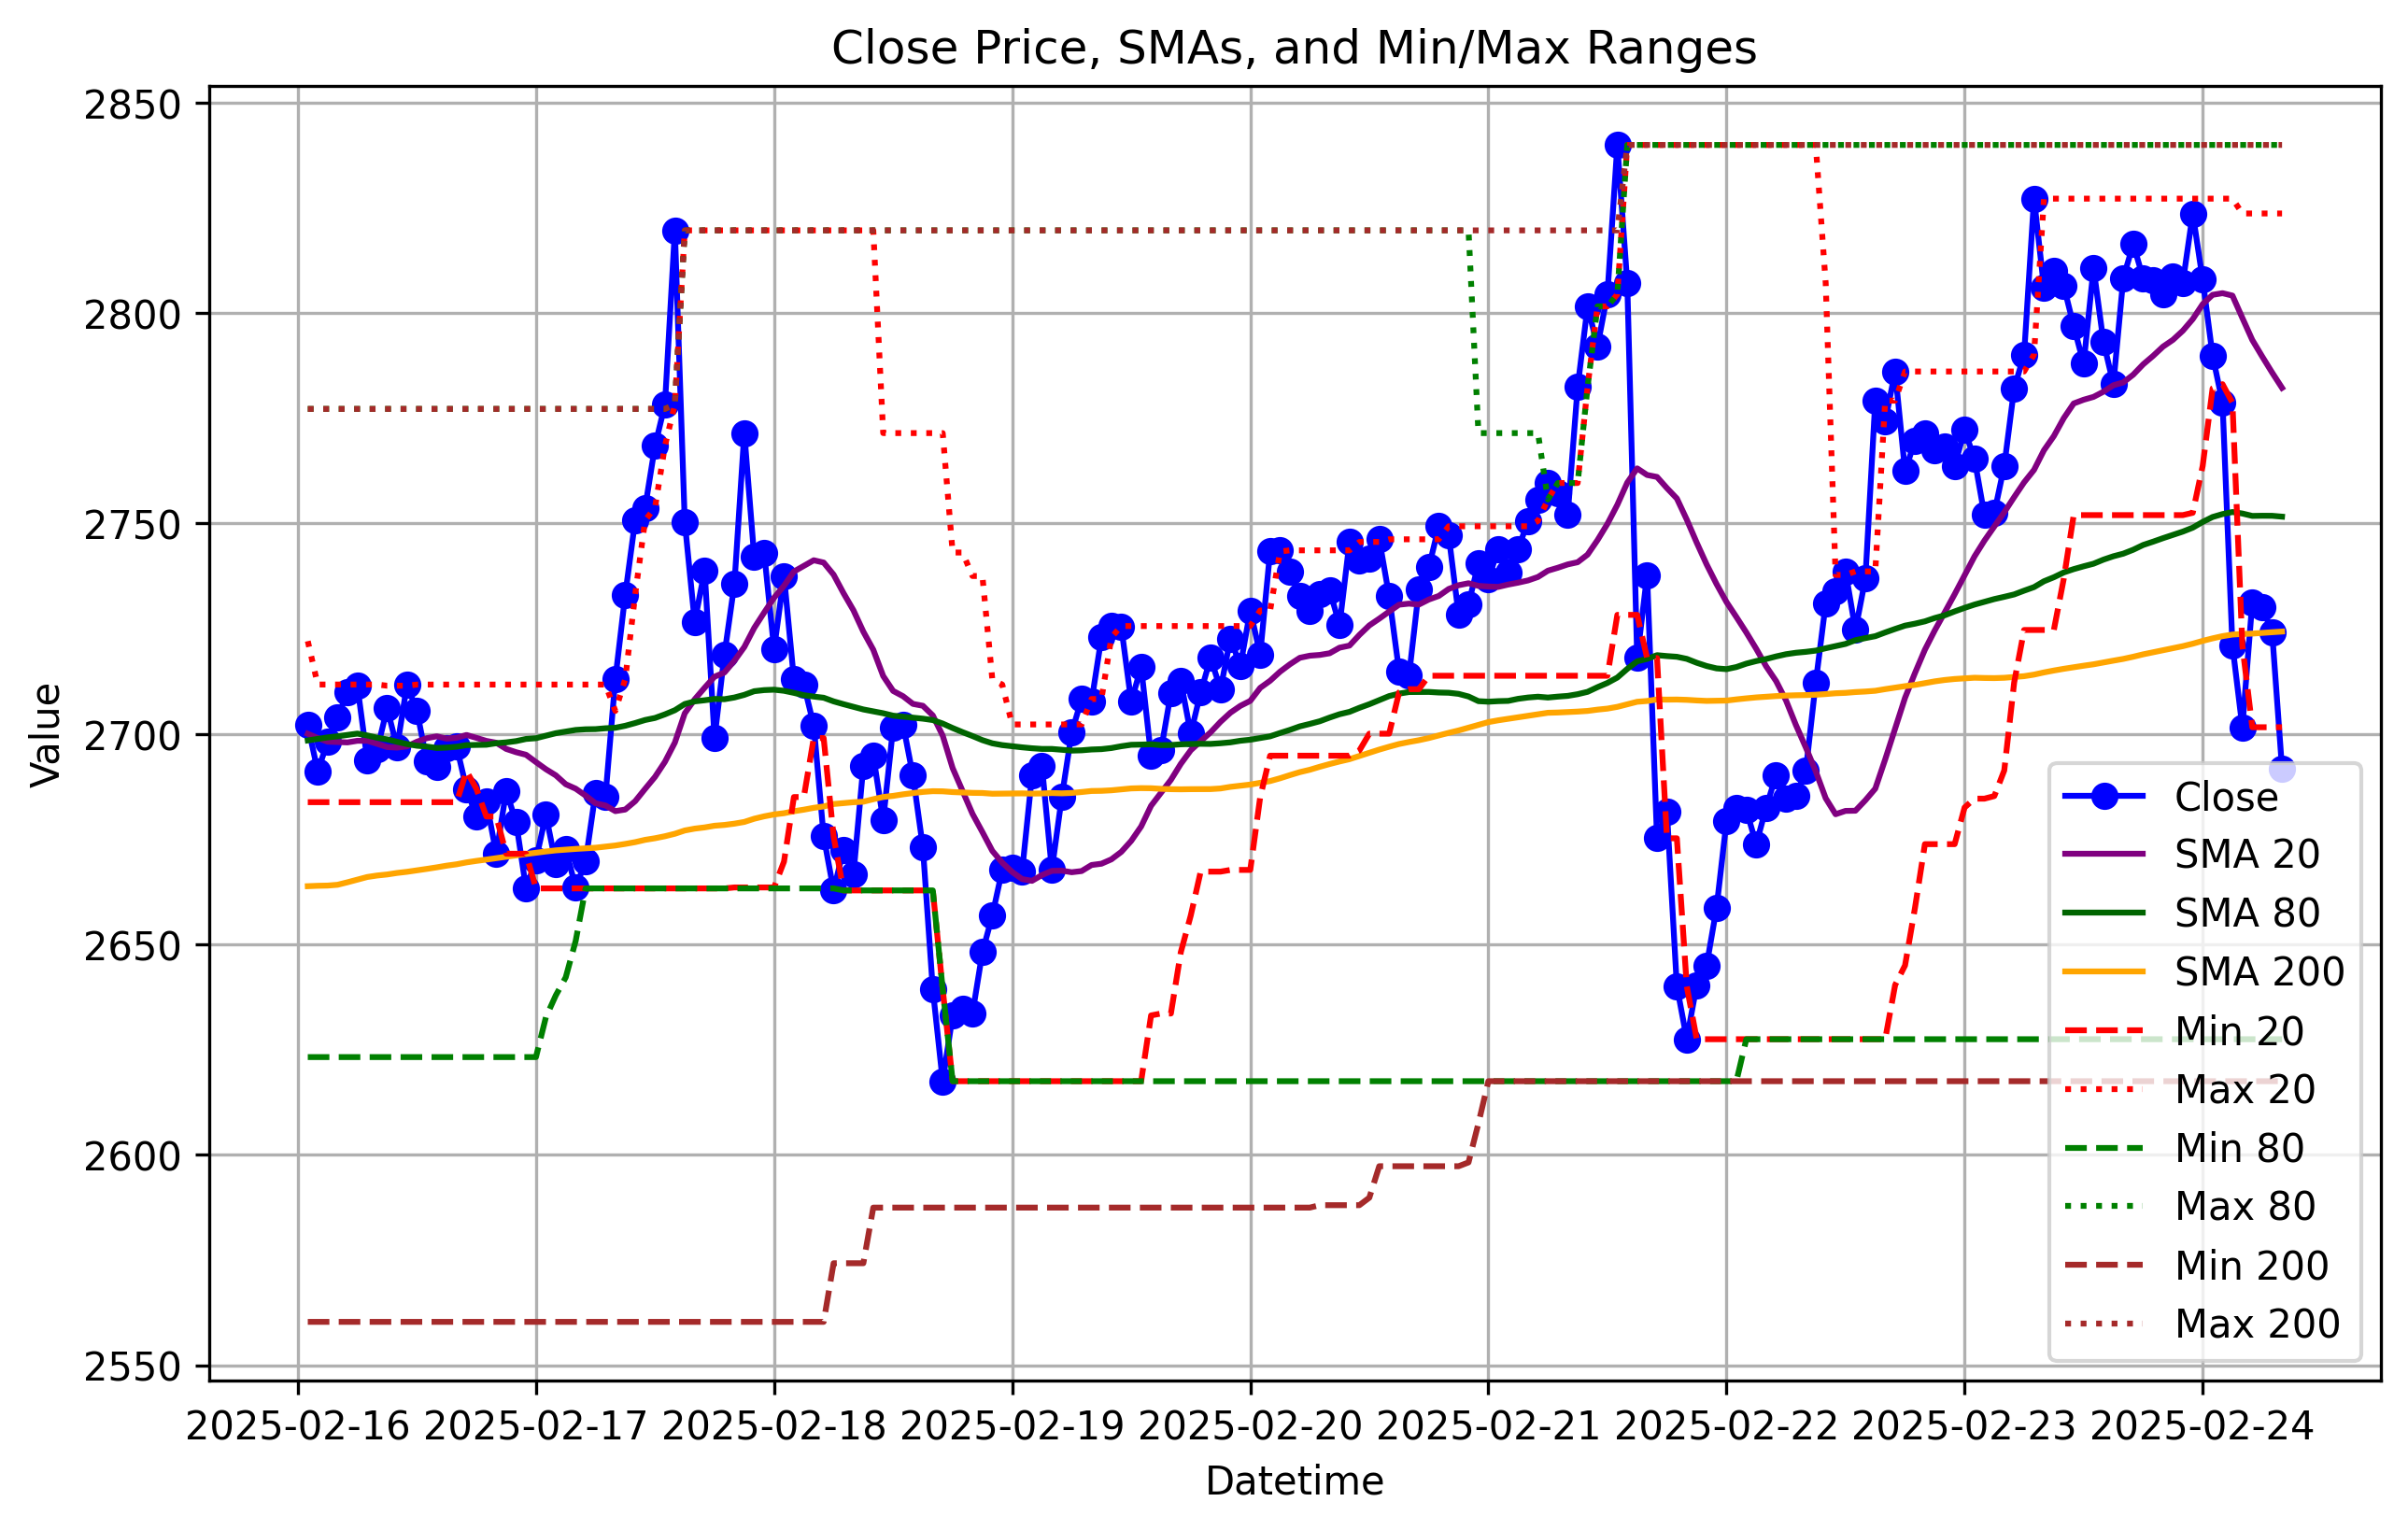 Close Price, SMAs, and Min/Max Ranges
2850
2800
2750
2700
2650
2600
2550
Value
Close
SMA 20
SMA 80
SMA 200
Min 20
Max 20
Min 80
Max 80
Min 200
Max 200
2025-02-16 2025-02-17 2025-02-18 2025-02-19 2025-02-20 2025-02-21 2025-02-22 2025-02-23 2025-02-24
Datetime